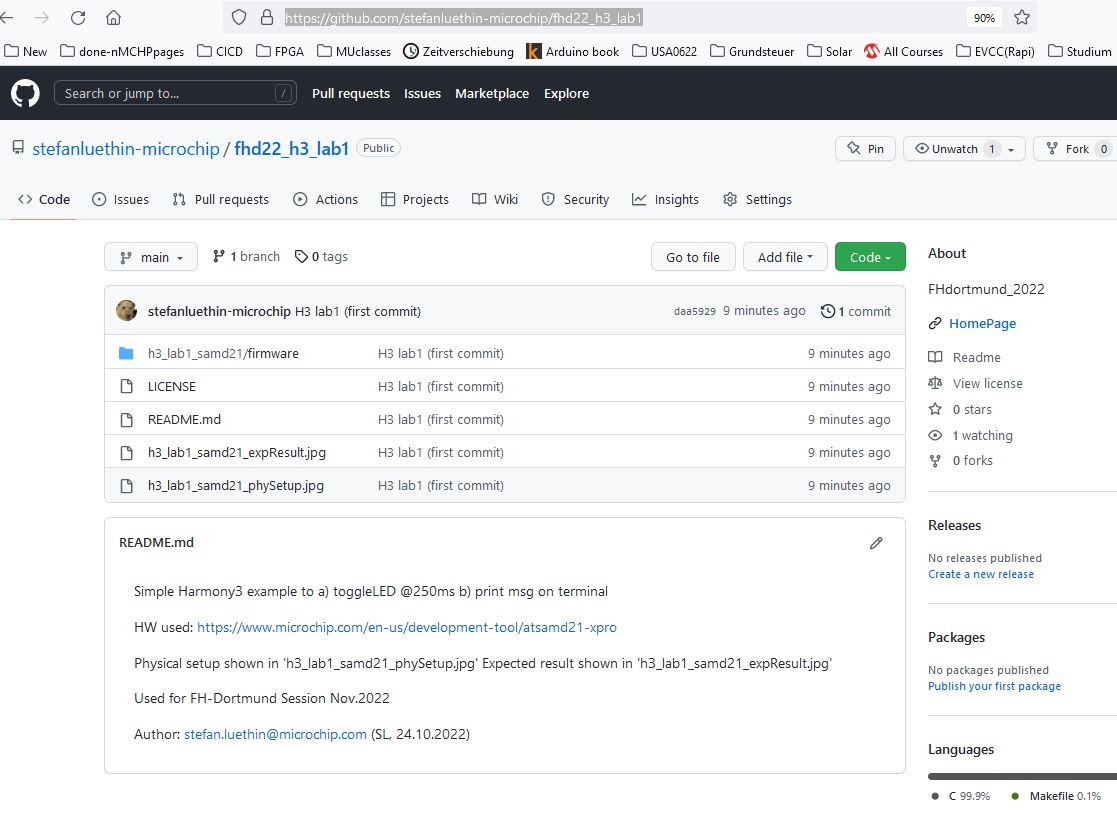 https://github.com/stefanluethin-microchip/fhd22_h3_lab1 90%
New done-nMCHPpages CICD FPGA MUclasses Zeitverschiebung Arduino book USA0622 Grundsteuer Solar All Courses EVCC(Rapi) Studium
Search or jump to... / Pull requests Issues Marketplace Explore
stefanluethin-microchip / fhd22_h3_lab1 Public Pin Unwatch 1 Fork 0
Code Issues Pull requests Actions Projects Wiki Security Insights Settings
main 1 branch 0 tags Go to file Add file Code
stefanluethin-microchip H3 lab1 (first commit) daa5929 9 minutes ago 1 commit
h3_lab1_samd21/firmware H3 lab1 (first commit) 9 minutes ago
LICENSE H3 lab1 (first commit) 9 minutes ago
README.md H3 lab1 (first commit) 9 minutes ago
h3_lab1_samd21_expResult.jpg H3 lab1 (first commit) 9 minutes ago
h3_lab1_samd21_phySetup.jpg H3 lab1 (first commit) 9 minutes ago
README.md
Simple Harmony3 example to a) toggleLED @250ms b) print msg on terminal
HW used: https://www.microchip.com/en-us/development-tool/atsamd21-xpro
Physical setup shown in 'h3_lab1_samd21_phySetup.jpg' Expected result shown in 'h3_lab1_samd21_expResult.jpg'
Used for FH-Dortmund Session Nov.2022
Author: stefan.luethin@microchip.com (SL, 24.10.2022)
About
FHdortmund_2022
HomePage
Readme
View license
0 stars
1 watching
0 forks
Releases
No releases published
Create a new release
Packages
No packages published
Publish your first package
Languages
C 99.9% Makefile 0.1%